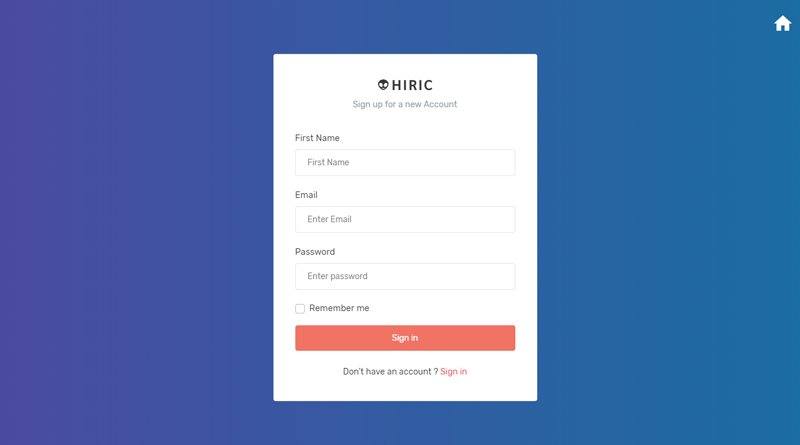 HIRIC
Sign up for a new Account
First Name
First Name
Email
Enter Email
Password
Enter password
Remember me
Sign in
Don't have an account ? Sign in